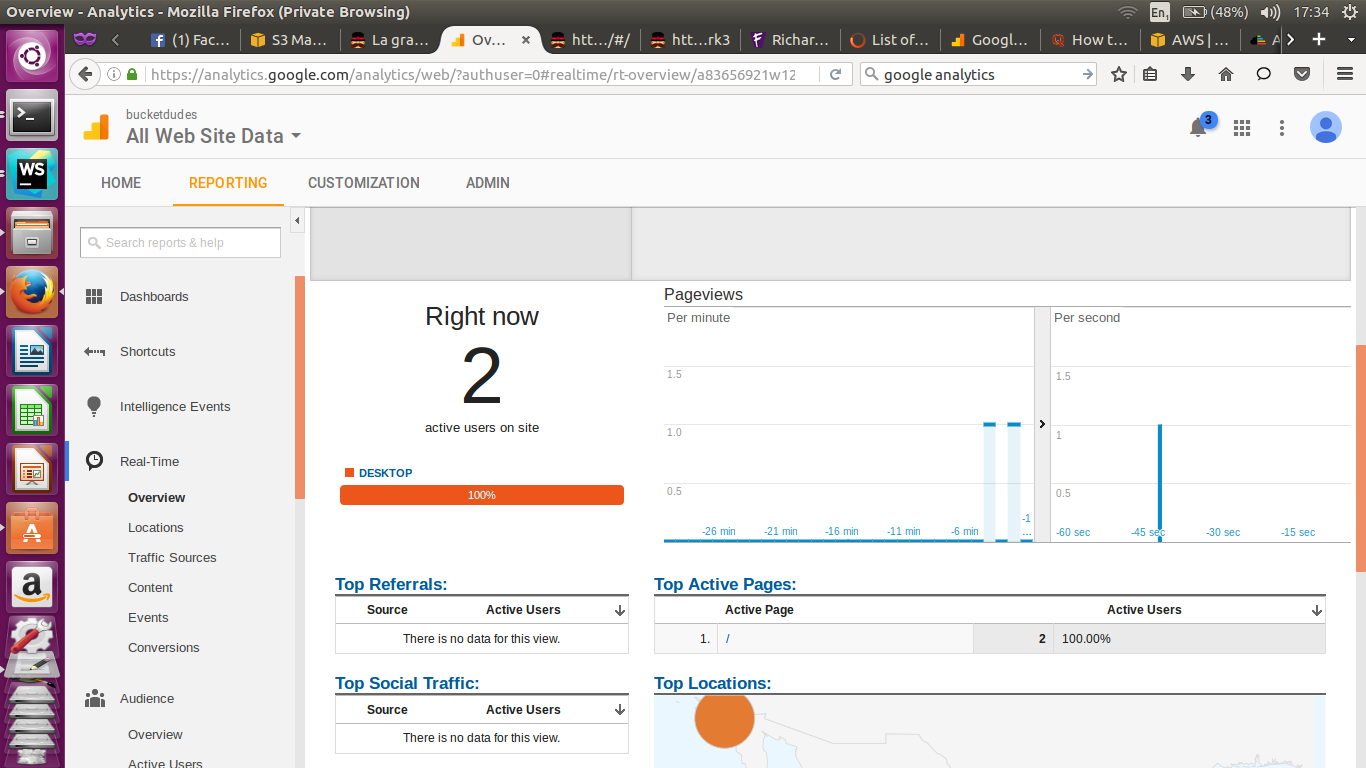 Overview - Analytics - Mozilla Firefox (Private Browsing)
En₁
(48%)
17:34
(1) Fac...
S3 Ma...
La gra...
Ov...
htt.../#/
htt...rk3
Richar...
List of...
Googl...
How t...
AWS | ...
A
https://analytics.google.com/analytics/web/?authuser=0#realtime/rt-overview/a83656921w12
google analytics
bucketdudes
All Web Site Data
3
HOME
REPORTING
CUSTOMIZATION
ADMIN
WS
Search reports & help
Dashboards
Shortcuts
Intelligence Events
Real-Time
Overview
Locations
Traffic Sources
Content
Events
Conversions
Audience
Overview
Active Users
Right now
2
active users on site
DESKTOP
100%
Pageviews
Per minute
1.5
1.0
0.5
-26 min
-21 min
-16 min
-11 min
-6 min
-1
...
Per second
1.5
1
0.5
-60 sec
-45 sec
-30 sec
-15 sec
Top Referrals:
Source Active Users
There is no data for this view.
Top Active Pages:
Active Page Active Users
1. / 2 100.00%
Top Social Traffic:
Source Active Users
There is no data for this view.
Top Locations: